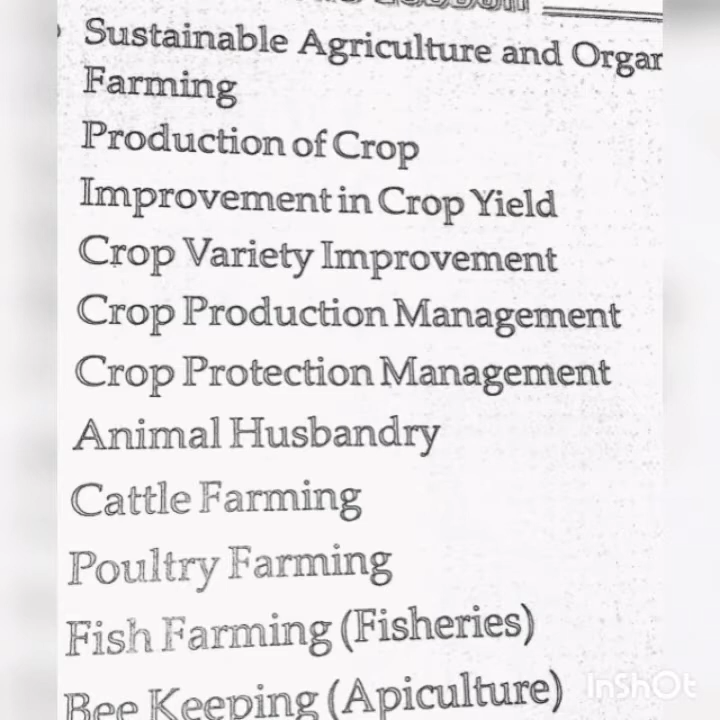 Sustainable Agriculture and Organ
Farming
Production of Crop
Improvement in Crop Yield
Crop Variety Improvement
Crop Production Management
Crop Protection Management
Animal Husbandry
Cattle Farming
Poultry Farming
Fish Farming (Fisheries)
Bee Keeping (Apiculture)
InShOt